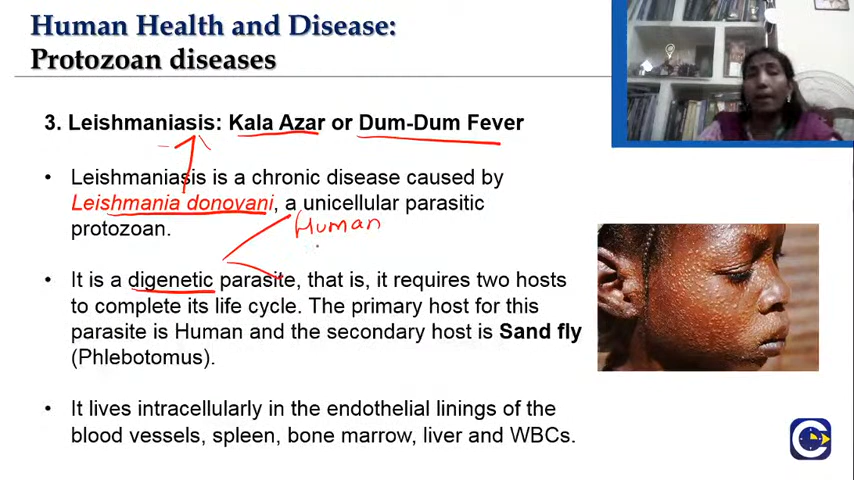 Human Health and Disease:
Protozoan diseases
3. Leishmaniasis: Kala Azar or Dum-Dum Fever
• Leishmaniasis is a chronic disease caused by
Leishmania donovani, a unicellular parasitic
protozoan.
Human
• It is a digenetic parasite, that is, it requires two hosts
to complete its life cycle. The primary host for this
parasite is Human and the secondary host is Sand fly
(Phlebotomus).
• It lives intracellularly in the endothelial linings of the
blood vessels, spleen, bone marrow, liver and WBCs.